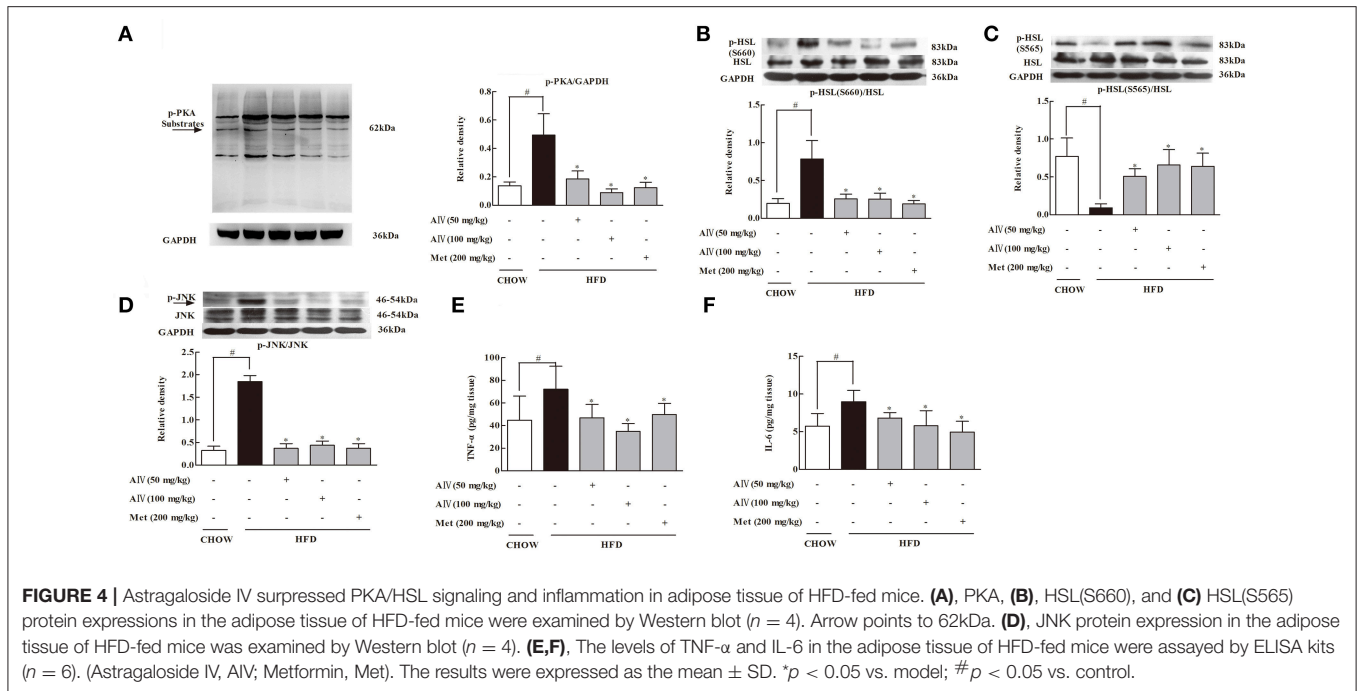 A
p-PKA
Substrates
62kDa
GAPDH
36kDa
p-PKA/GAPDH
#
Relative density
0.8
0.6
0.4
0.2
0.0
* * *
AⅣ (50 mg/kg) - - + - -
AⅣ (100 mg/kg) - - - + -
Met (200 mg/kg) - - - - +
CHOW HFD
B
p-HSL
(S660)
83kDa
HSL 83kDa
GAPDH 36kDa
p-HSL(S660)/HSL
#
Relative density
1.5
1.0
0.5
0.0
* * *
AⅣ (50 mg/kg) - - + - -
AⅣ (100 mg/kg) - - - + -
Met (200 mg/kg) - - - - +
CHOW HFD
C
p-HSL
(S565)
83kDa
HSL 83kDa
GAPDH 36kDa
p-HSL(S565)/HSL
#
Relative density
1.5
1.0
0.5
0.0
* * *
AⅣ (50 mg/kg) - - + - -
AⅣ (100 mg/kg) - - - + -
Met (200 mg/kg) - - - - +
CHOW HFD
D
p-JNK 46-54kDa
JNK 46-54kDa
GAPDH 36kDa
p-JNK/JNK
#
Relative density
2.5
2.0
1.5
1.0
0.5
0.0
* * *
AⅣ (50 mg/kg) - - + - -
AⅣ (100 mg/kg) - - - + -
Met (200 mg/kg) - - - - +
CHOW HFD
E
#
TNF-α (pg/mg tissue)
100
80
60
40
20
0
* * *
AⅣ (50 mg/kg) - - + - -
AⅣ (100 mg/kg) - - - + -
Met (200 mg/kg) - - - - +
CHOW HFD
F
#
IL-6 (pg/mg tissue)
15
10
5
0
* * *
AⅣ (50 mg/kg) - - + - -
AⅣ (100 mg/kg) - - - + -
Met (200 mg/kg) - - - - +
CHOW HFD
FIGURE 4 | Astragaloside IV surpressed PKA/HSL signaling and inflammation in adipose tissue of HFD-fed mice. (A), PKA, (B), HSL(S660), and (C) HSL(S565)
protein expressions in the adipose tissue of HFD-fed mice were examined by Western blot (n = 4). Arrow points to 62kDa. (D), JNK protein expression in the adipose
tissue of HFD-fed mice was examined by Western blot (n = 4). (E,F), The levels of TNF-α and IL-6 in the adipose tissue of HFD-fed mice were assayed by ELISA kits
(n = 6). (Astragaloside IV, AIV; Metformin, Met). The results were expressed as the mean ± SD. *p < 0.05 vs. model; #p < 0.05 vs. control.